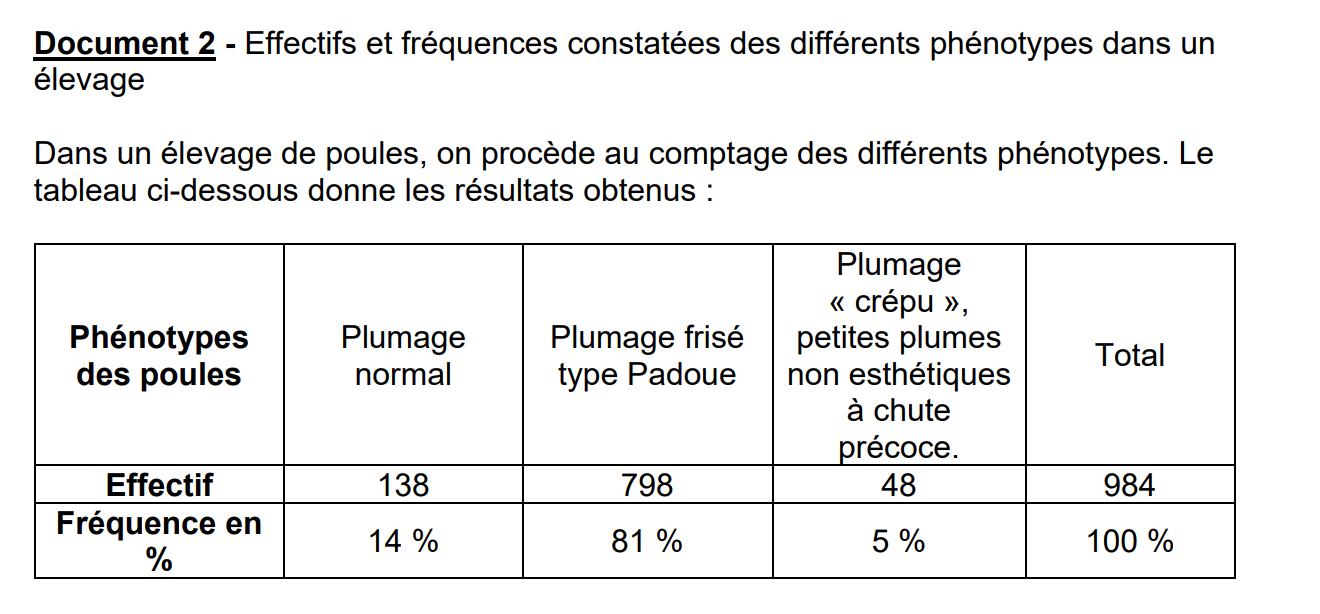 Document 2 - Effectifs et fréquences constatées des différents phénotypes dans un
élevage
Dans un élevage de poules, on procède au comptage des différents phénotypes. Le
tableau ci-dessous donne les résultats obtenus :
Phénotypes
des poules
Plumage
normal
Plumage frisé
type Padoue
Plumage
« crépu »,
petites plumes
non esthétiques
à chute
précoce.
Total
Effectif
138
798
48
984
Fréquence en
%
14 %
81 %
5 %
100 %